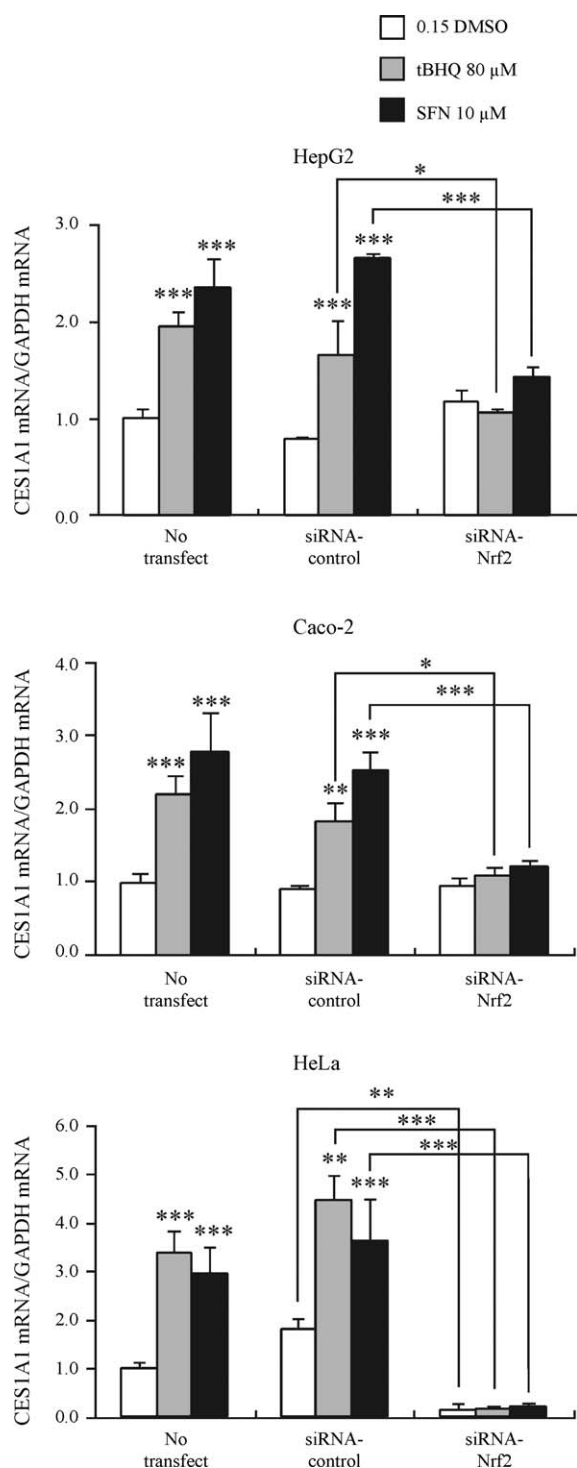 0.15 DMSO
tBHQ 80 µM
SFN 10 µM
HepG2
CES1A1 mRNA/GAPDH mRNA
3.0
2.0
1.0
0.0
***
***
***
***
*
***
No transfect
siRNA-control
siRNA-Nrf2
Caco-2
CES1A1 mRNA/GAPDH mRNA
4.0
3.0
2.0
1.0
0.0
***
***
**
***
*
***
No transfect
siRNA-control
siRNA-Nrf2
HeLa
CES1A1 mRNA/GAPDH mRNA
6.0
5.0
4.0
3.0
2.0
1.0
0.0
***
***
**
***
**
***
***
No transfect
siRNA-control
siRNA-Nrf2